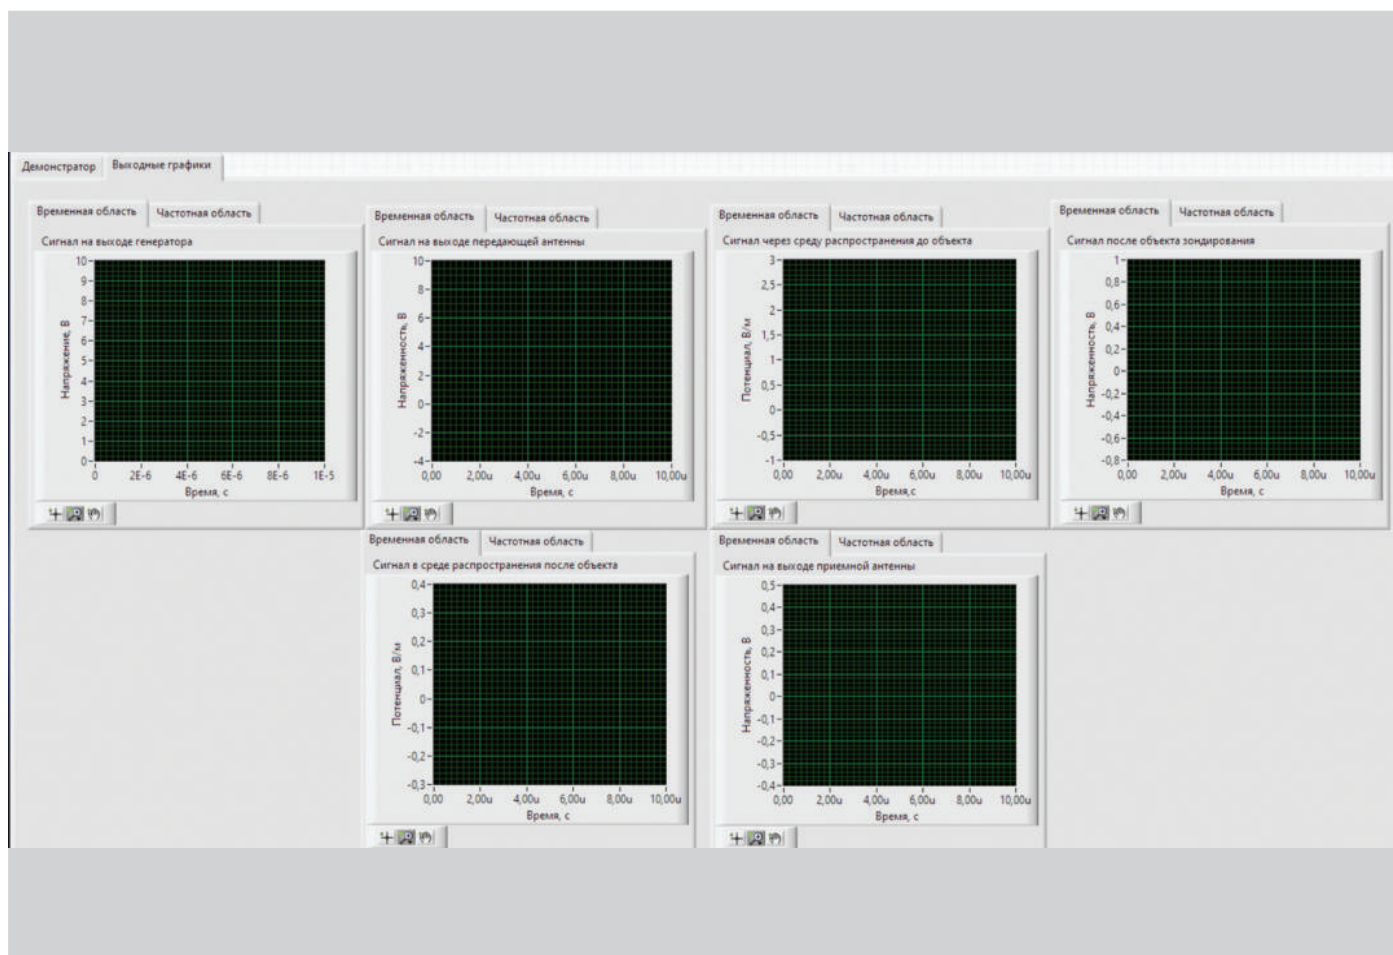 Демонстратор
Выходные графики
Временная область
Частотная область
Сигнал на выходе генератора
Напряжение, В
10
9
8
7
6
5
4
3
2
1
0
0 2E-6 4E-6 6E-6 8E-6 1E-5
Время, с
Временная область
Частотная область
Сигнал на выходе передающей антенны
Напряженность, В
10
8
6
4
2
0
-2
-4
0,00 2,00u 4,00u 6,00u 8,00u 10,00u
Время, с
Временная область
Частотная область
Сигнал через среду распространения до объекта
Потенциал, В/м
3
2,5
2
1,5
1
0,5
0
-0,5
-1
0,00 2,00u 4,00u 6,00u 8,00u 10,00u
Время,с
Временная область
Частотная область
Сигнал после объекта зондирования
Напряженность, В
1
0,8
0,6
0,4
0,2
0
-0,2
-0,4
-0,6
-0,8
0,00 2,00u 4,00u 6,00u 8,00u 10,00u
Время, с
Временная область
Частотная область
Сигнал в среде распространения после объекта
Потенциал, В/м
0,4
0,3
0,2
0,1
0
-0,1
-0,2
-0,3
0,00 2,00u 4,00u 6,00u 8,00u 10,00u
Время, с
Временная область
Частотная область
Сигнал на выходе приемной антенны
Напряженность, В
0,5
0,4
0,3
0,2
0,1
0
-0,1
-0,2
-0,3
-0,4
0,00 2,00u 4,00u 6,00u 8,00u 10,00u
Время, с